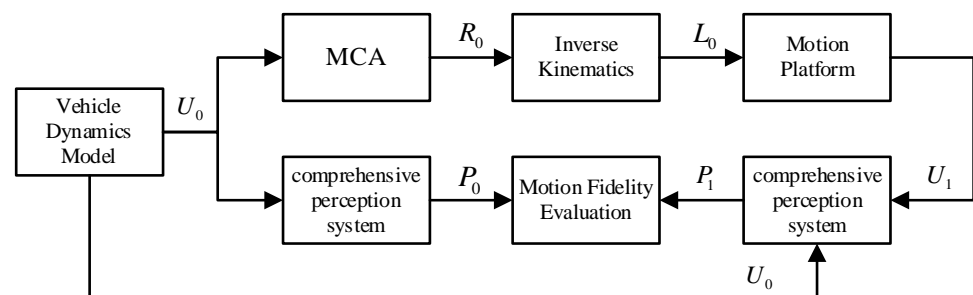 MCA
R₀
Inverse
Kinematics
L₀
Motion
Platform
Vehicle
Dynamics
Model
U₀
comprehensive
perception
system
P₀
Motion Fidelity
Evaluation
P₁
comprehensive
perception
system
U₁
U₀